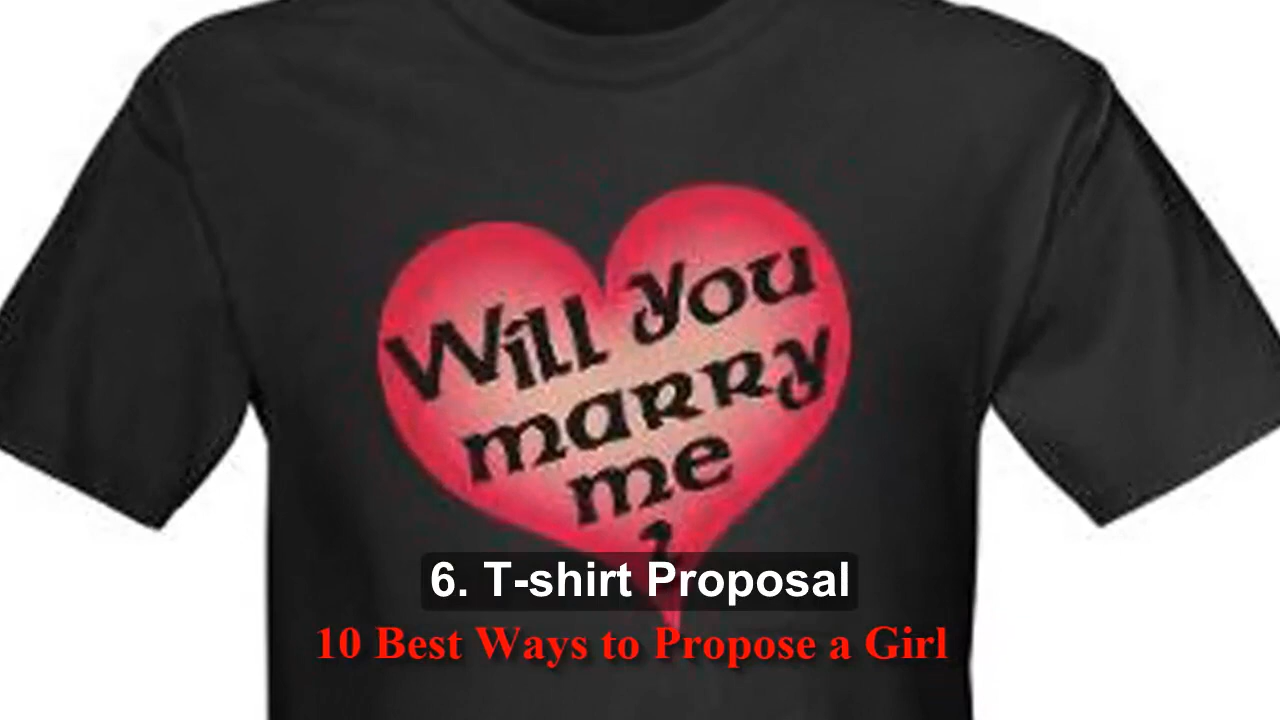 Will you
marry
me
?
6. T-shirt Proposal
10 Best Ways to Propose a Girl